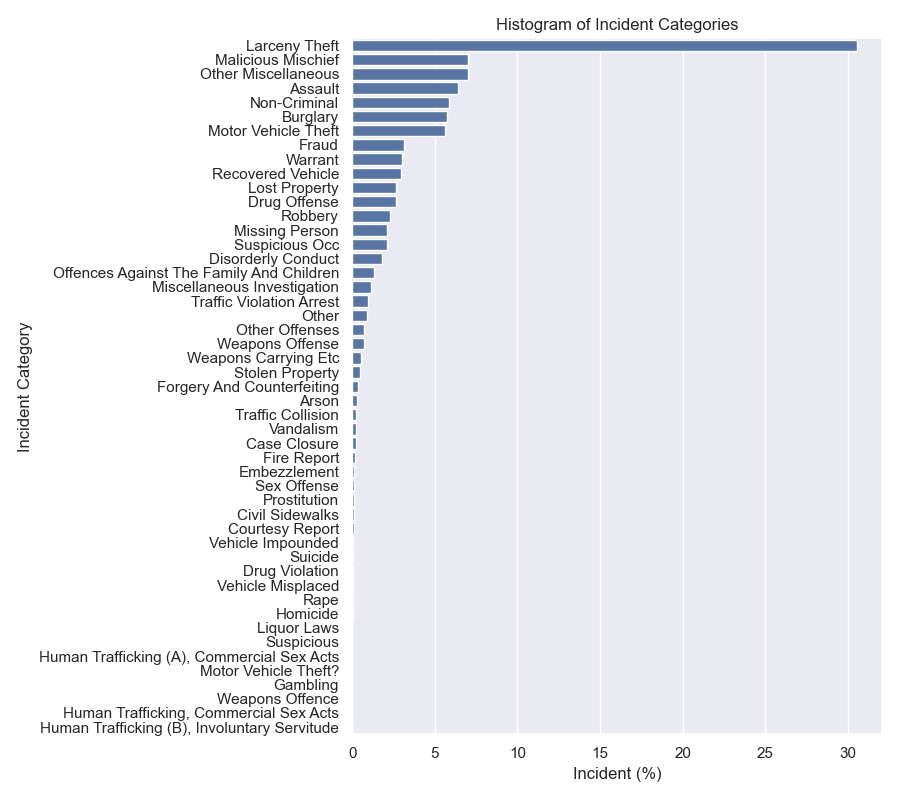 Histogram of Incident Categories
Incident Category
Larceny Theft
Malicious Mischief
Other Miscellaneous
Assault
Non-Criminal
Burglary
Motor Vehicle Theft
Fraud
Warrant
Recovered Vehicle
Lost Property
Drug Offense
Robbery
Missing Person
Suspicious Occ
Disorderly Conduct
Offences Against The Family And Children
Miscellaneous Investigation
Traffic Violation Arrest
Other
Other Offenses
Weapons Offense
Weapons Carrying Etc
Stolen Property
Forgery And Counterfeiting
Arson
Traffic Collision
Vandalism
Case Closure
Fire Report
Embezzlement
Sex Offense
Prostitution
Civil Sidewalks
Courtesy Report
Vehicle Impounded
Suicide
Drug Violation
Vehicle Misplaced
Rape
Homicide
Liquor Laws
Suspicious
Human Trafficking (A), Commercial Sex Acts
Motor Vehicle Theft?
Gambling
Weapons Offence
Human Trafficking, Commercial Sex Acts
Human Trafficking (B), Involuntary Servitude
0 5 10 15 20 25 30
Incident (%)